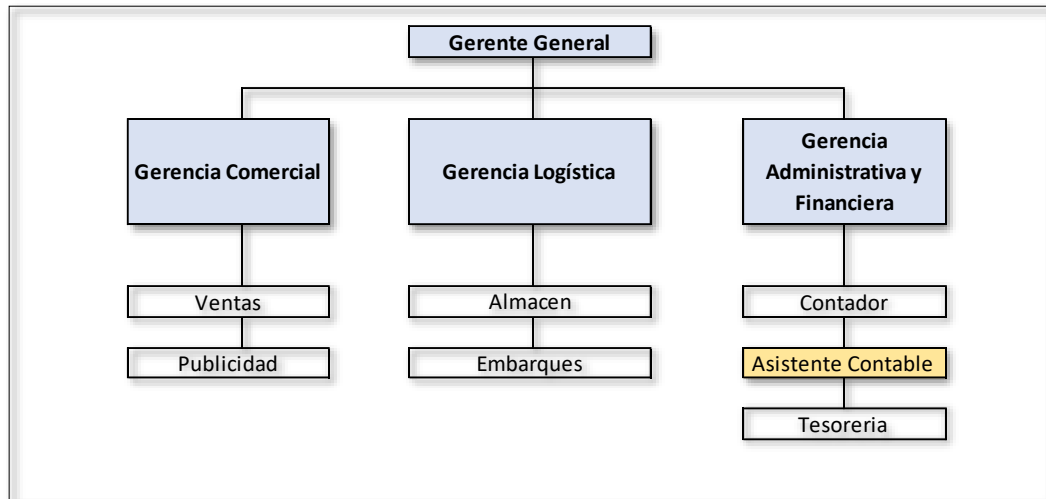 Gerente General
Gerencia Comercial
Gerencia Logística
Gerencia
Administrativa y
Financiera
Ventas
Almacen
Contador
Publicidad
Embarques
Asistente Contable
Tesoreria